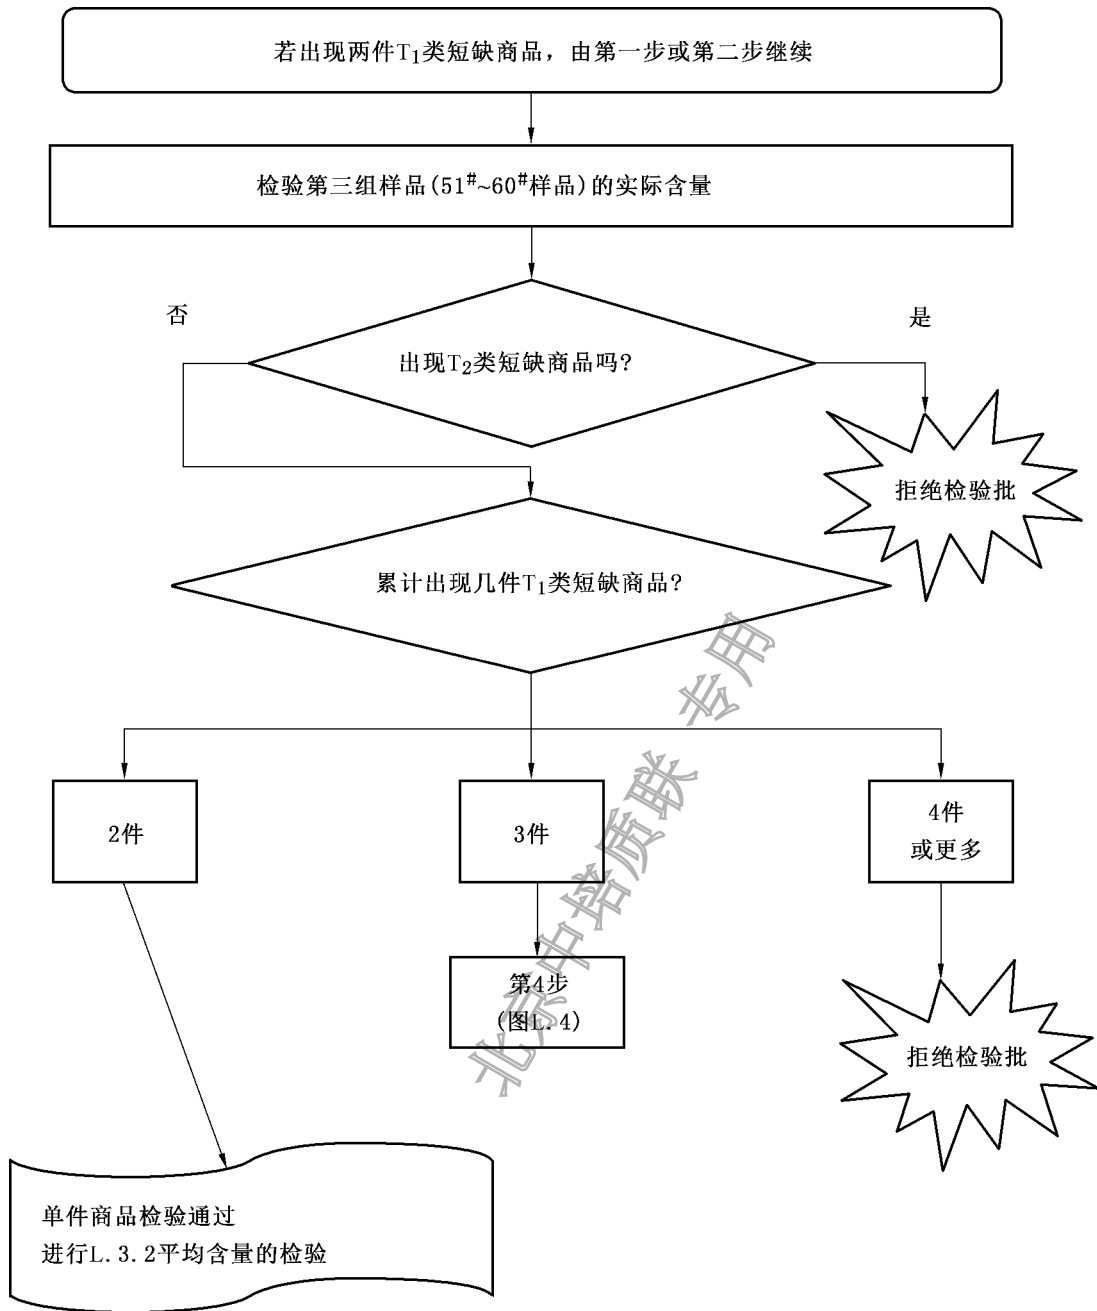 若出现两件T₁类短缺商品，由第一步或第二步继续
检验第三组样品(51#~60#样品)的实际含量
否
是
出现T₂类短缺商品吗?
拒绝检验批
累计出现几件T₁类短缺商品?
2件
3件
4件
或更多
第4步
(图L.4)
拒绝检验批
单件商品检验通过
进行L.3.2平均含量的检验
北京中培质联 专用